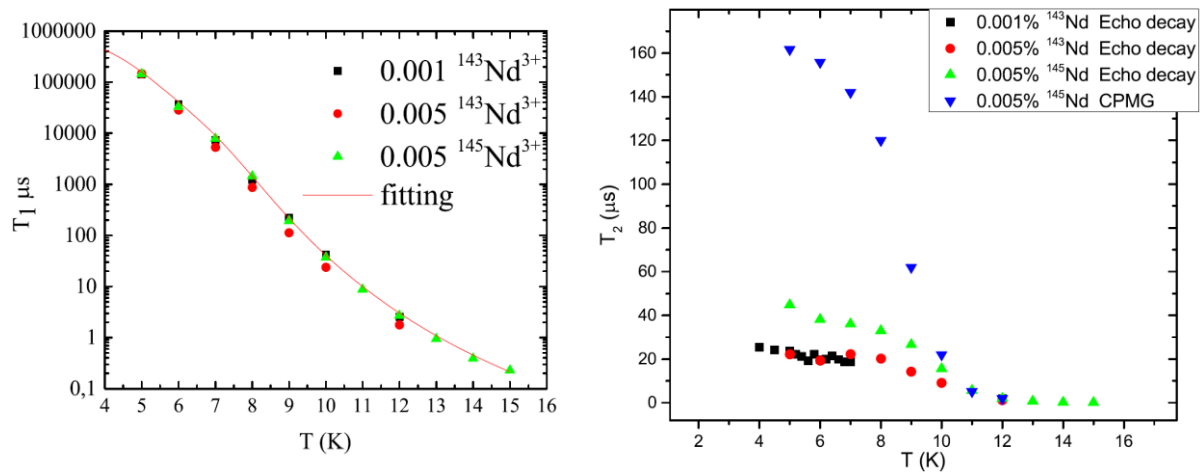 1000000
100000
10000
1000
100
10
1
0,1
T1 μs
0.001 ¹⁴³Nd³⁺
0.005 ¹⁴³Nd³⁺
0.005 ¹⁴⁵Nd³⁺
fitting
4 5 6 7 8 9 10 11 12 13 14 15 16
T (K)
0.001% ¹⁴³Nd Echo decay
0.005% ¹⁴³Nd Echo decay
0.005% ¹⁴⁵Nd Echo decay
0.005% ¹⁴⁵Nd CPMG
160
140
120
100
80
60
40
20
0
T₂ (μs)
2 4 6 8 10 12 14 16
T (K)